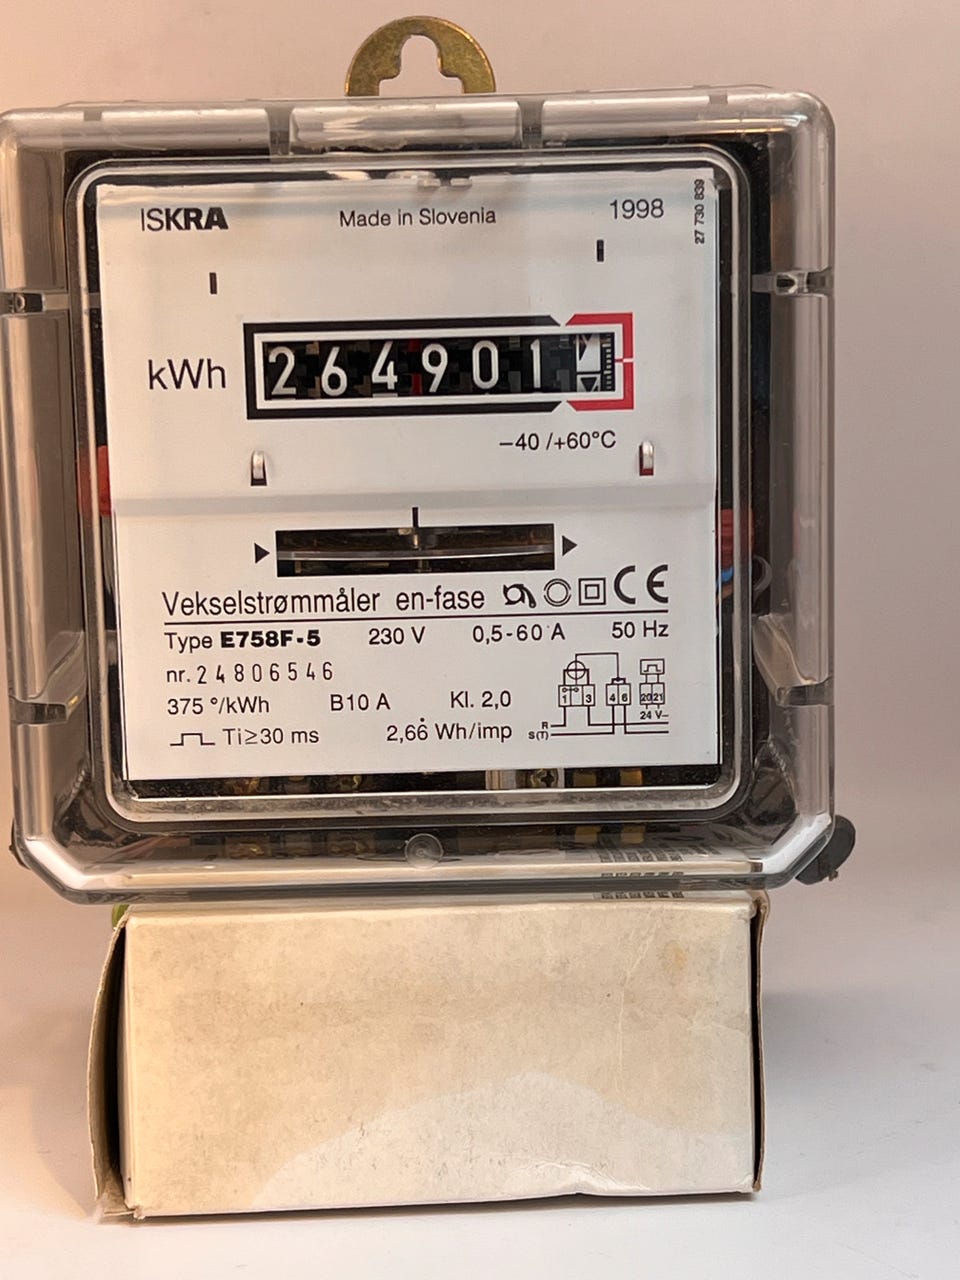 ISKRA Made in Slovenia 1998
27 730 839
kWh 264901
−40 /+60°C
Vekselstrømmåler en-fase CE
Type E758F-5 230 V 0,5-60 A 50 Hz
nr. 24806546
375 °/kWh B10 A Kl. 2,0
1 3 4 6 20 21
24 V–
Ti≥30 ms 2,66̇ Wh/imp
R
S(T)